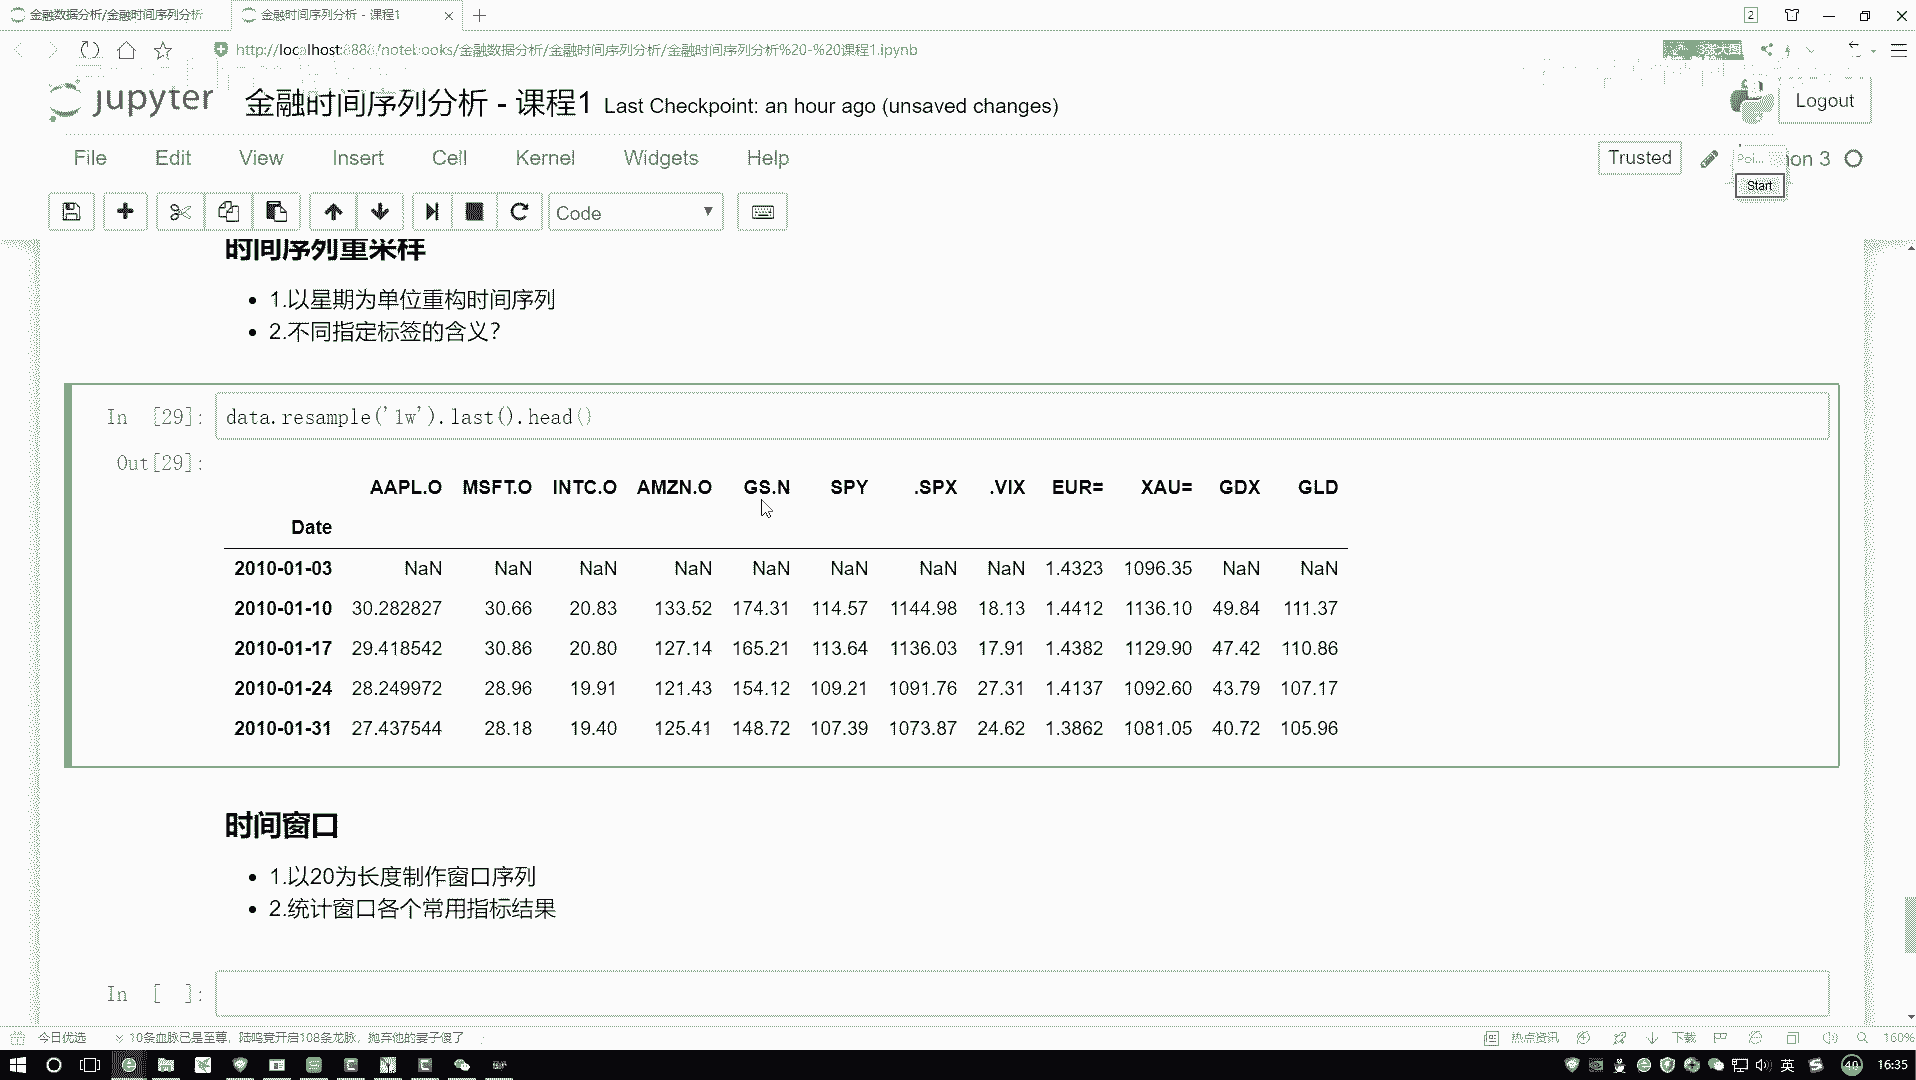 金融数据分析/金融时间序列分析
金融时间序列分析 - 课程1
2
http://localhost:8888/notebooks/金融数据分析/金融时间序列分析/金融时间序列分析%20-%20课程1.ipynb
jupyter 金融时间序列分析 - 课程1 Last Checkpoint: an hour ago (unsaved changes)
Logout
File Edit View Insert Cell Kernel Widgets Help
Trusted
Poi...
on 3
Start
Code
时间序列重采样
1.以星期为单位重构时间序列
2.不同指定标签的含义?
In [29]: data.resample('1w').last().head()
Out[29]:
AAPL.O MSFT.O INTC.O AMZN.O GS.N SPY .SPX .VIX EUR= XAU= GDX GLD
Date
2010-01-03 NaN NaN NaN NaN NaN NaN NaN NaN 1.4323 1096.35 NaN NaN
2010-01-10 30.282827 30.66 20.83 133.52 174.31 114.57 1144.98 18.13 1.4412 1136.10 49.84 111.37
2010-01-17 29.418542 30.86 20.80 127.14 165.21 113.64 1136.03 17.91 1.4382 1129.90 47.42 110.86
2010-01-24 28.249972 28.96 19.91 121.43 154.12 109.21 1091.76 27.31 1.4137 1092.60 43.79 107.17
2010-01-31 27.437544 28.18 19.40 125.41 148.72 107.39 1073.87 24.62 1.3862 1081.05 40.72 105.96
时间窗口
1.以20为长度制作窗口序列
2.统计窗口各个常用指标结果
In [ ]:
今日优选
10条血脉已是至尊，陆鸣竟开启108条龙脉，抛弃他的妻子傻了
热点资讯
下载
160%
英
40
16:35